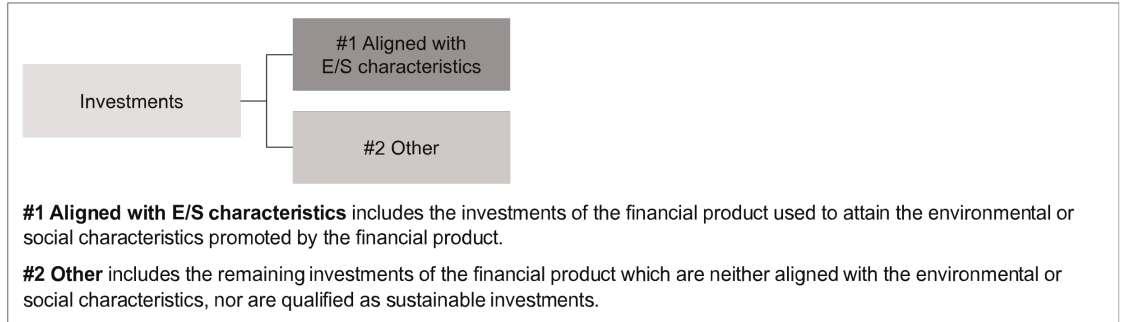 #1 Aligned with
E/S characteristics
Investments
#2 Other
#1 Aligned with E/S characteristics includes the investments of the financial product used to attain the environmental or
social characteristics promoted by the financial product.
#2 Other includes the remaining investments of the financial product which are neither aligned with the environmental or
social characteristics, nor are qualified as sustainable investments.